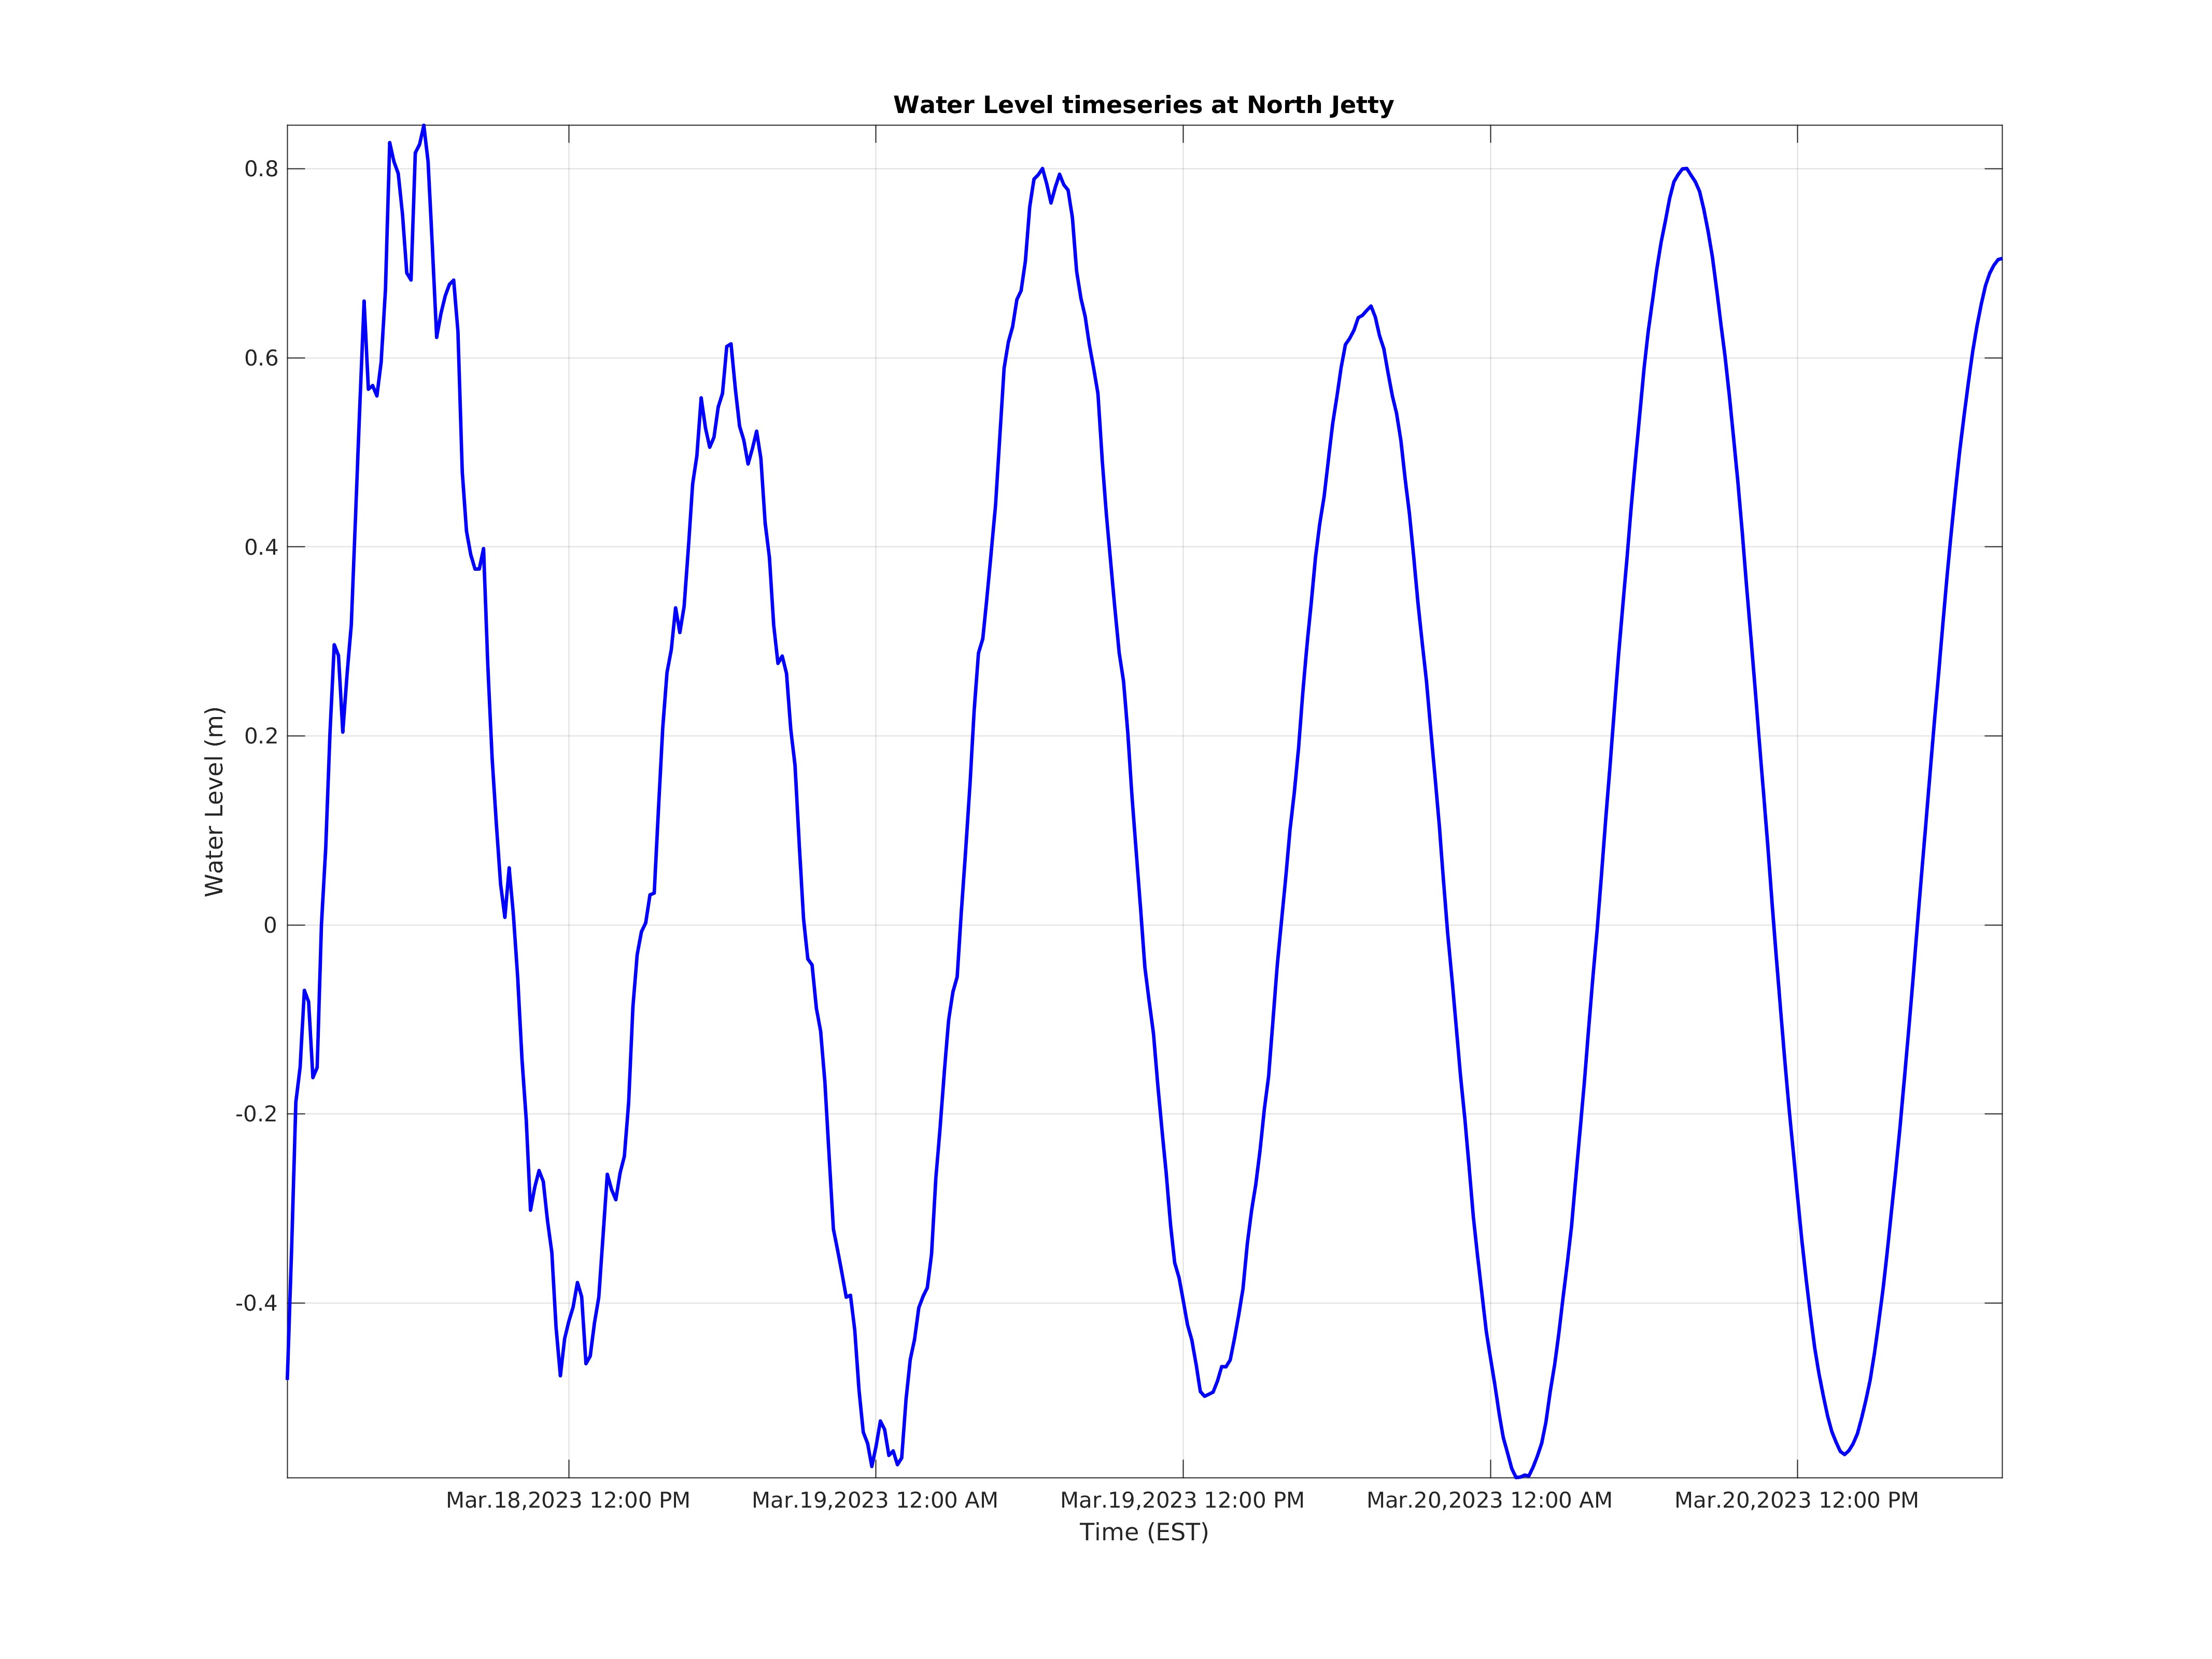 Water Level timeseries at North Jetty
Water Level (m)
0.8
0.6
0.4
0.2
0
-0.2
-0.4
Mar.18,2023 12:00 PM
Mar.19,2023 12:00 AM
Mar.19,2023 12:00 PM
Mar.20,2023 12:00 AM
Mar.20,2023 12:00 PM
Time (EST)